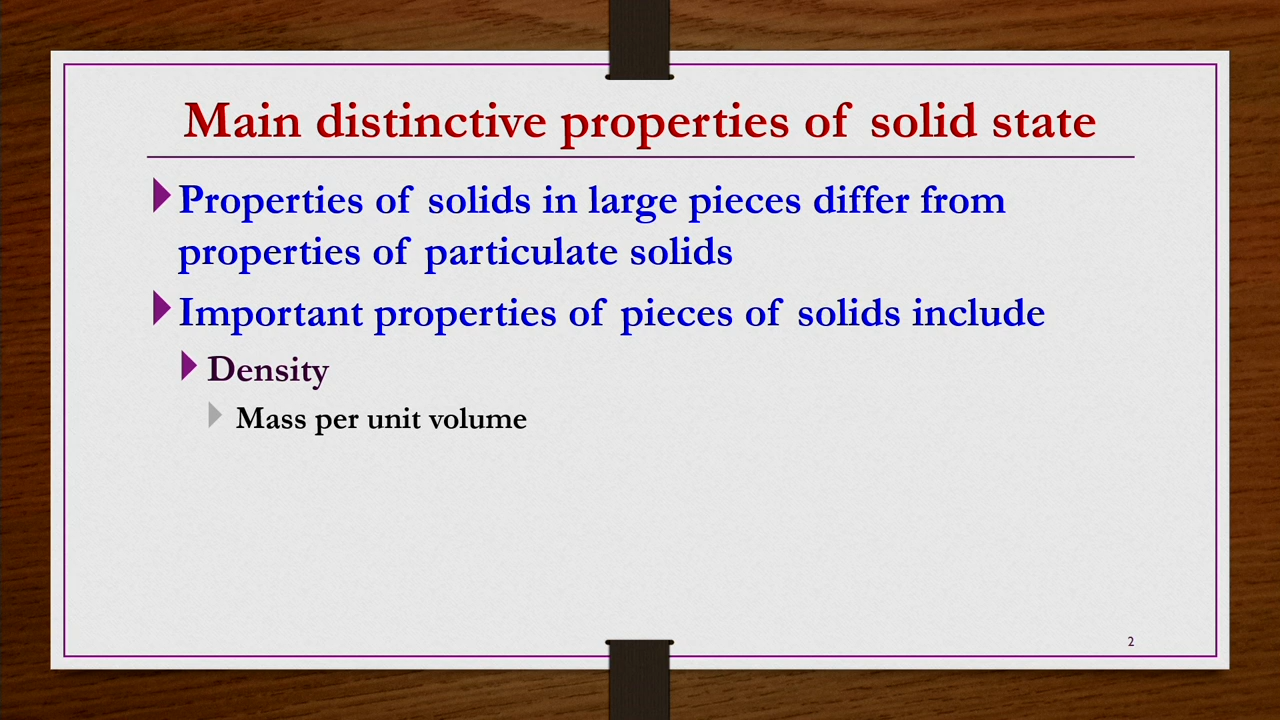 Main distinctive properties of solid state
Properties of solids in large pieces differ from
properties of particulate solids
Important properties of pieces of solids include
Density
Mass per unit volume
2